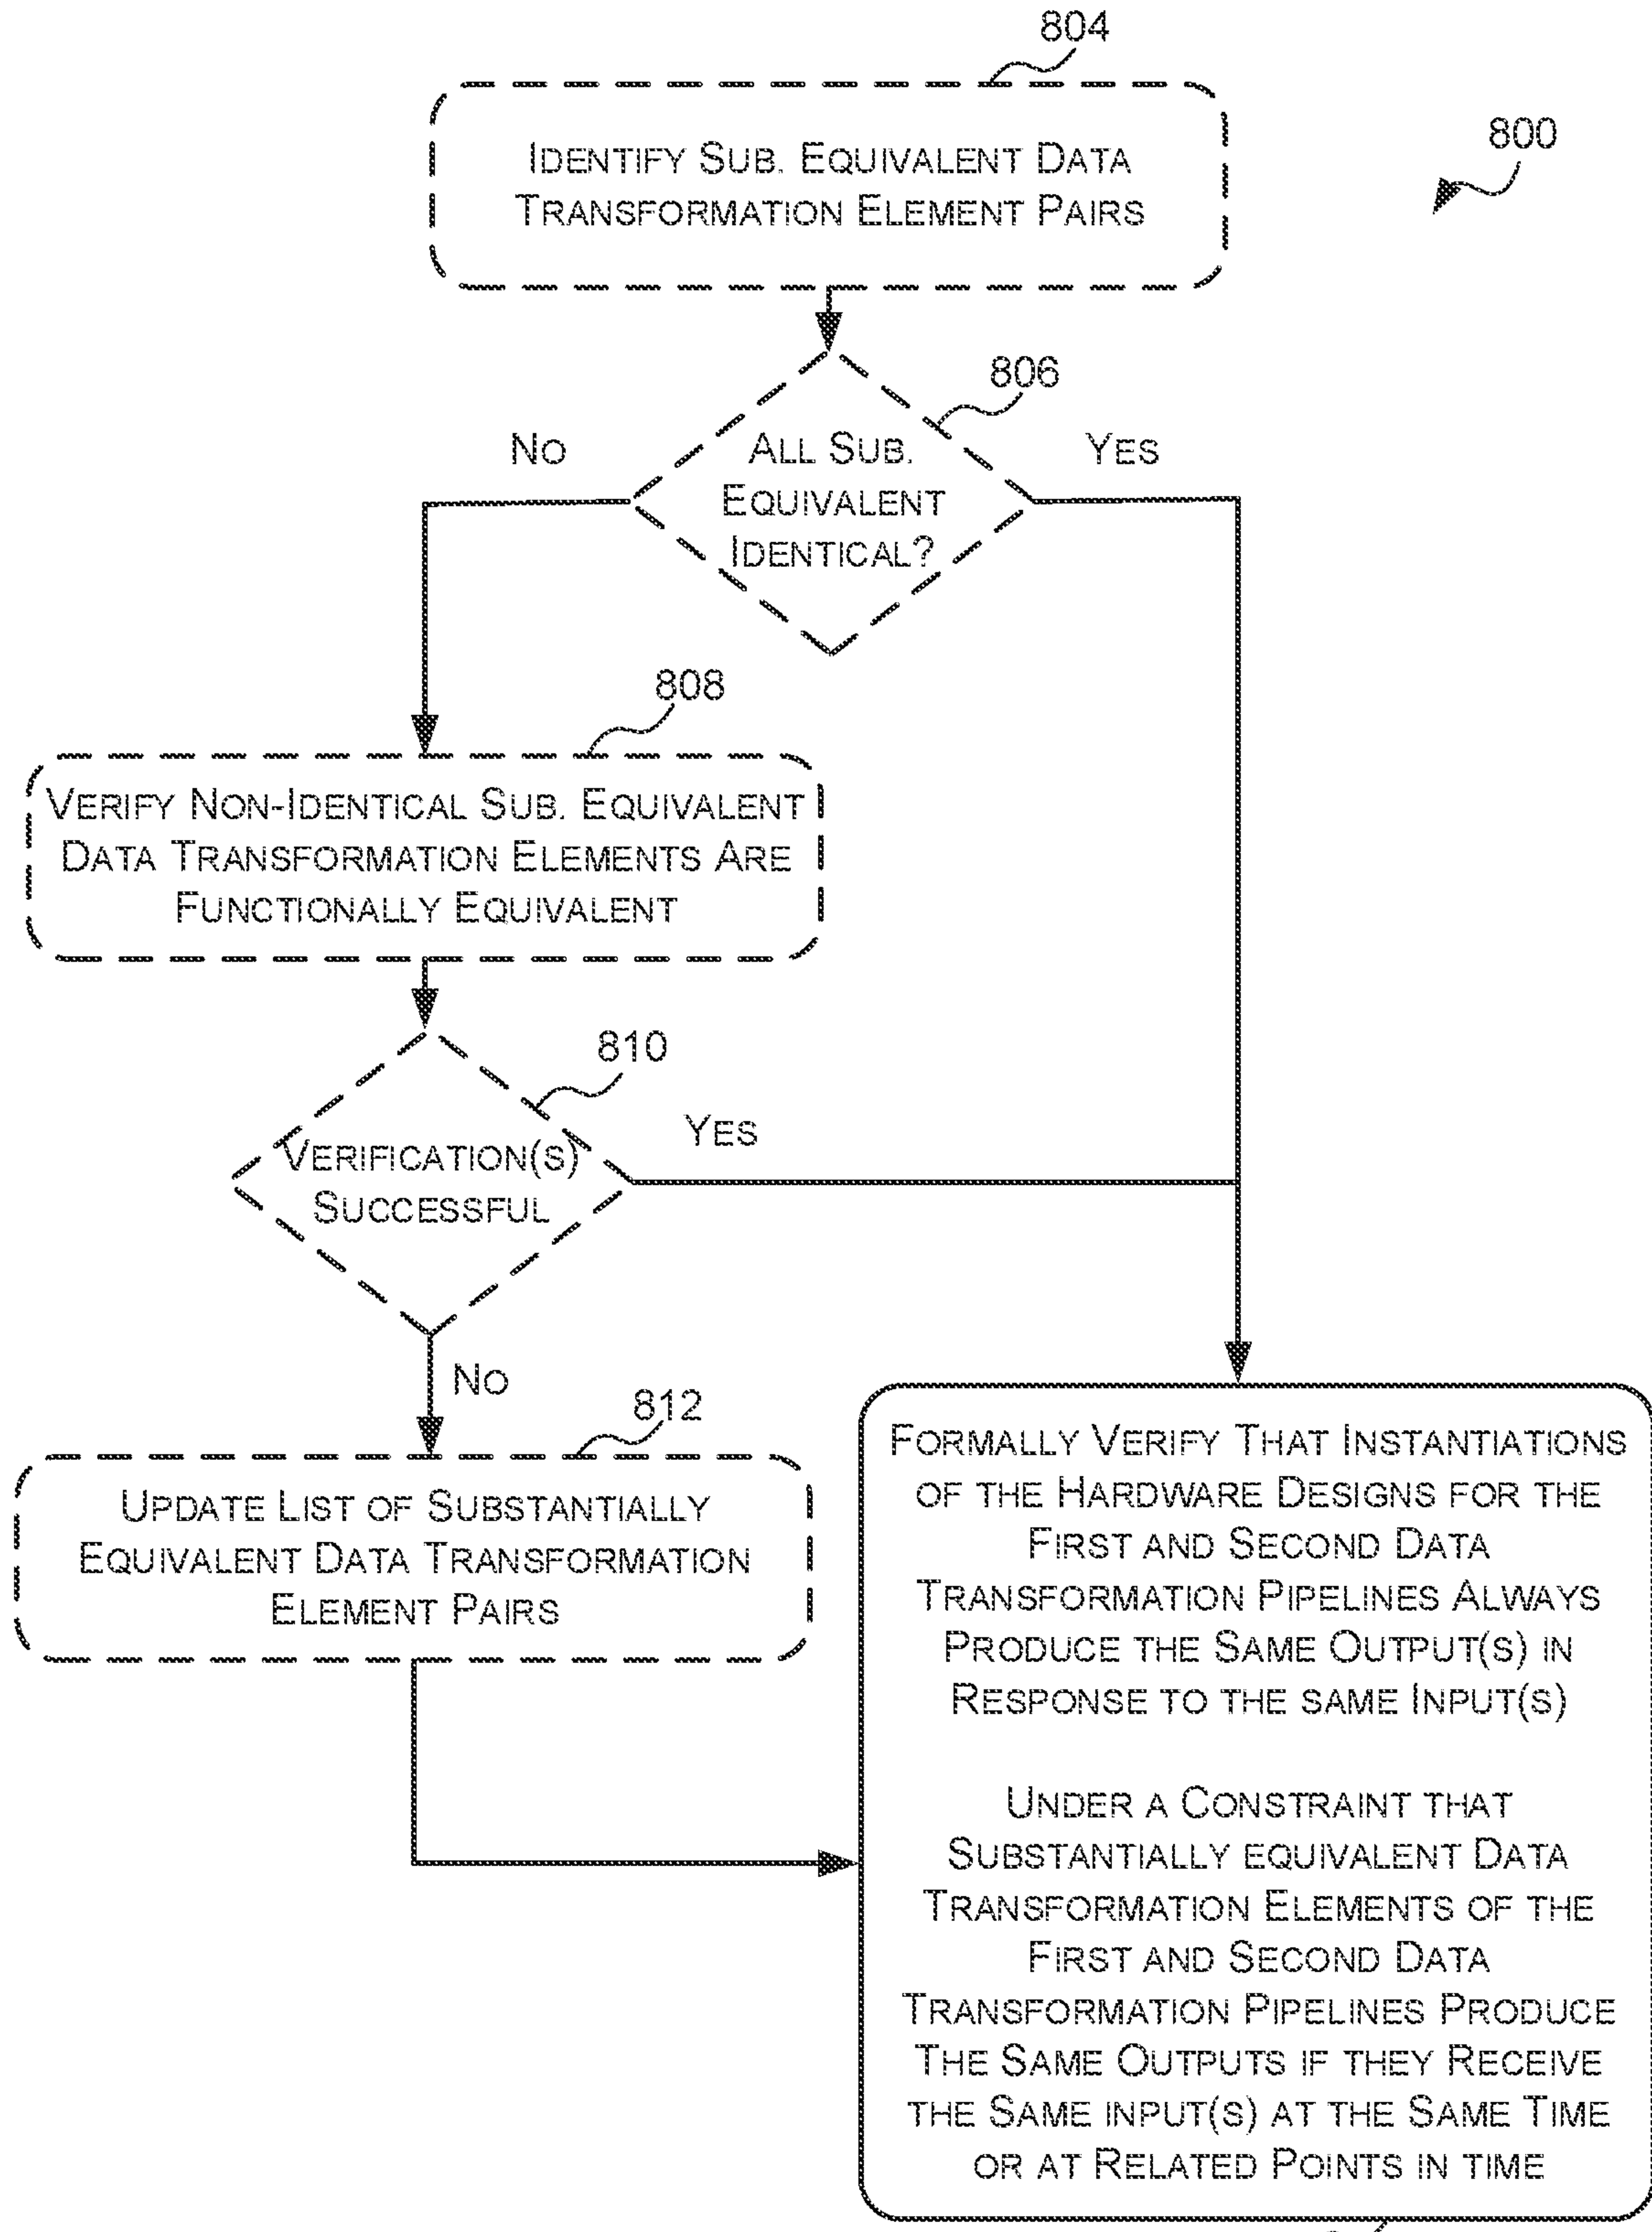 804
IDENTIFY SUB. EQUIVALENT DATA
TRANSFORMATION ELEMENT PAIRS
800
806
NO
ALL SUB.
EQUIVALENT
IDENTICAL?
YES
808
VERIFY NON-IDENTICAL SUB. EQUIVALENT
DATA TRANSFORMATION ELEMENTS ARE
FUNCTIONALLY EQUIVALENT
810
VERIFICATION(S)
SUCCESSFUL
YES
NO
812
UPDATE LIST OF SUBSTANTIALLY
EQUIVALENT DATA TRANSFORMATION
ELEMENT PAIRS
FORMALLY VERIFY THAT INSTANTIATIONS
OF THE HARDWARE DESIGNS FOR THE
FIRST AND SECOND DATA
TRANSFORMATION PIPELINES ALWAYS
PRODUCE THE SAME OUTPUT(S) IN
RESPONSE TO THE SAME INPUT(S)
UNDER A CONSTRAINT THAT
SUBSTANTIALLY EQUIVALENT DATA
TRANSFORMATION ELEMENTS OF THE
FIRST AND SECOND DATA
TRANSFORMATION PIPELINES PRODUCE
THE SAME OUTPUTS IF THEY RECEIVE
THE SAME INPUT(S) AT THE SAME TIME
OR AT RELATED POINTS IN TIME